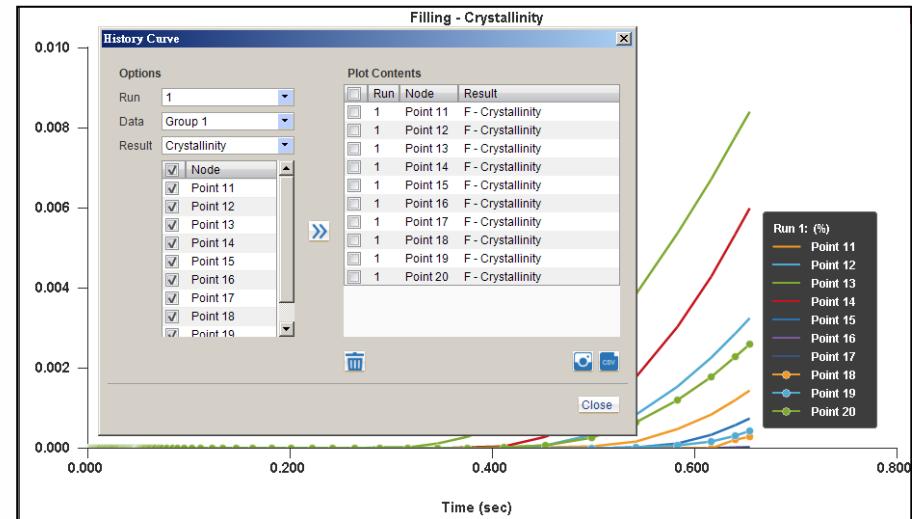 Filling - Crystallinity
History Curve
Options
Run 1
Data Group 1
Result Crystallinity
Node
Point 11
Point 12
Point 13
Point 14
Point 15
Point 16
Point 17
Point 18
Point 19
Plot Contents
Run Node Result
1 Point 11 F - Crystallinity
1 Point 12 F - Crystallinity
1 Point 13 F - Crystallinity
1 Point 14 F - Crystallinity
1 Point 15 F - Crystallinity
1 Point 16 F - Crystallinity
1 Point 17 F - Crystallinity
1 Point 18 F - Crystallinity
1 Point 19 F - Crystallinity
1 Point 20 F - Crystallinity
CSV
Close
0.010
0.008
0.006
0.004
0.002
0.000
0.000 0.200 0.400 0.600 0.800
Time (sec)
Run 1: (%)
Point 11
Point 12
Point 13
Point 14
Point 15
Point 16
Point 17
Point 18
Point 19
Point 20